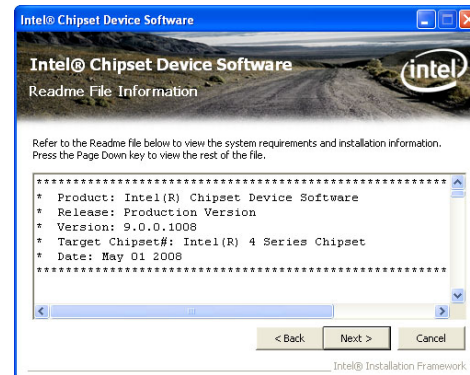 Intel® Chipset Device Software
Intel® Chipset Device Software
intel
Readme File Information
Refer to the Readme file below to view the system requirements and installation information.
Press the Page Down key to view the rest of the file.
************************************************************
* Product: Intel(R) Chipset Device Software
* Release: Production Version
* Version: 9.0.0.1008
* Target Chipset#: Intel(R) 4 Series Chipset
* Date: May 01 2008
************************************************************
< Back
Next >
Cancel
Intel® Installation Framework